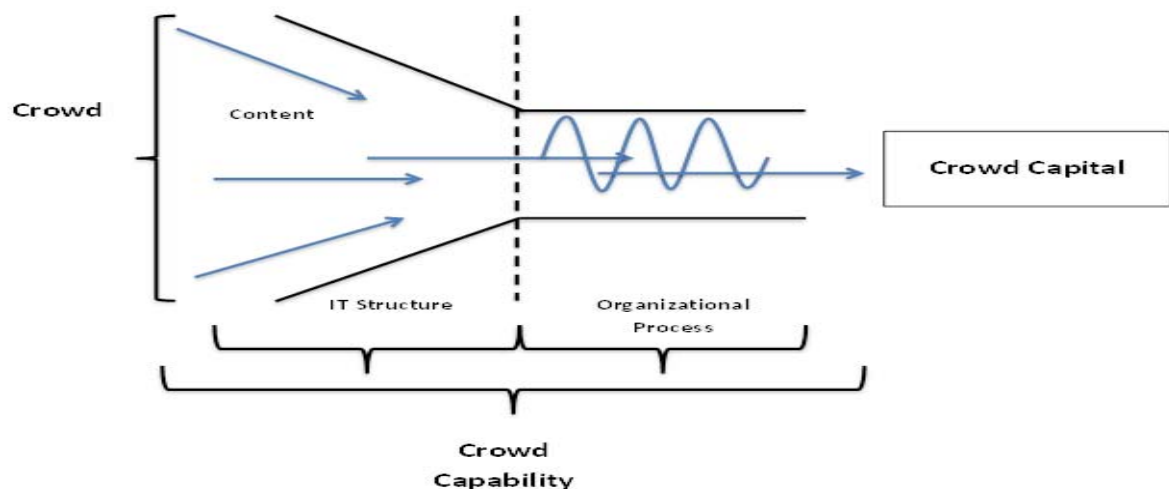 Crowd
Content
Crowd Capital
IT Structure
Organizational
Process
Crowd
Capability